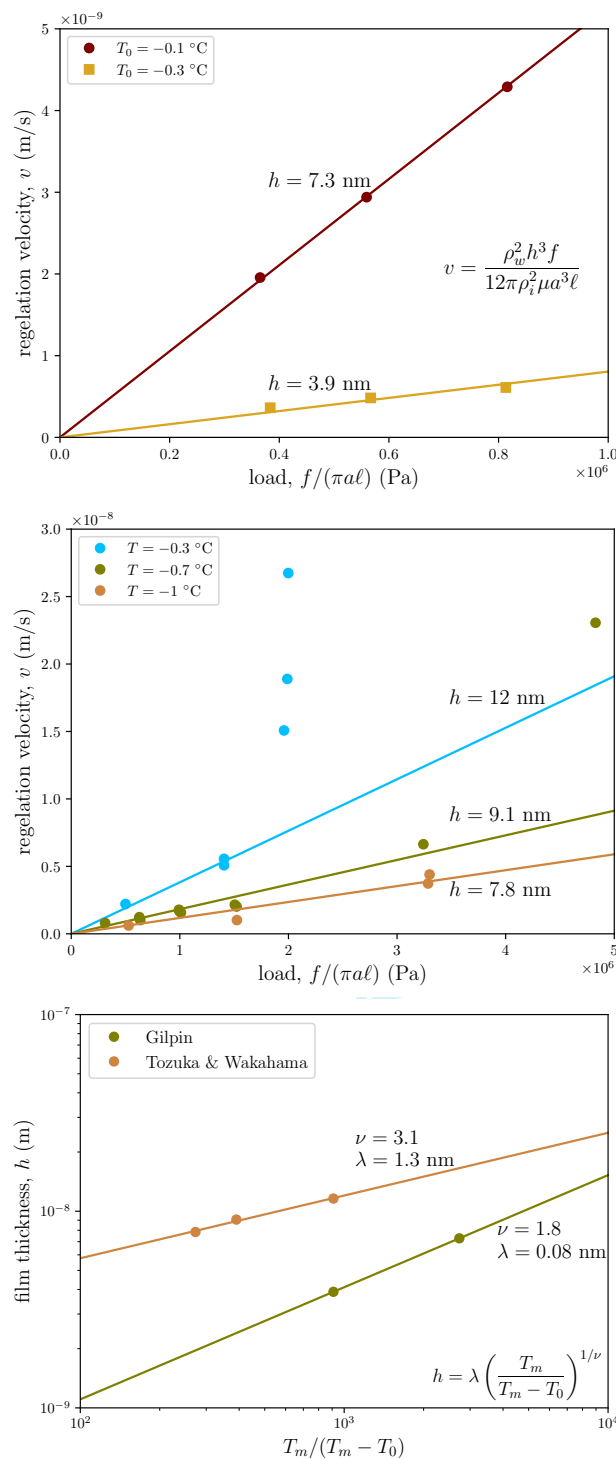 ×10⁻⁹
5
4
3
2
1
0
T₀ = −0.1 °C
T₀ = −0.3 °C
h = 7.3 nm
v = ρ_w² h³ f / 12πρ_i² μa³ℓ
h = 3.9 nm
regelation velocity, v (m/s)
0.0 0.2 0.4 0.6 0.8 1.0
×10⁶
load, f/(πaℓ) (Pa)
×10⁻⁸
3.0
2.5
2.0
1.5
1.0
0.5
0.0
T = −0.3 °C
T = −0.7 °C
T = −1 °C
h = 12 nm
h = 9.1 nm
h = 7.8 nm
regelation velocity, v (m/s)
0 1 2 3 4 5
×10⁶
load, f/(πaℓ) (Pa)
10⁻⁷
10⁻⁸
10⁻⁹
Gilpin
Tozuka & Wakahama
ν = 3.1
λ = 1.3 nm
ν = 1.8
λ = 0.08 nm
h = λ (T_m / T_m − T₀)^{1/ν}
film thickness, h (m)
10² 10³ 10⁴
T_m/(T_m − T₀)